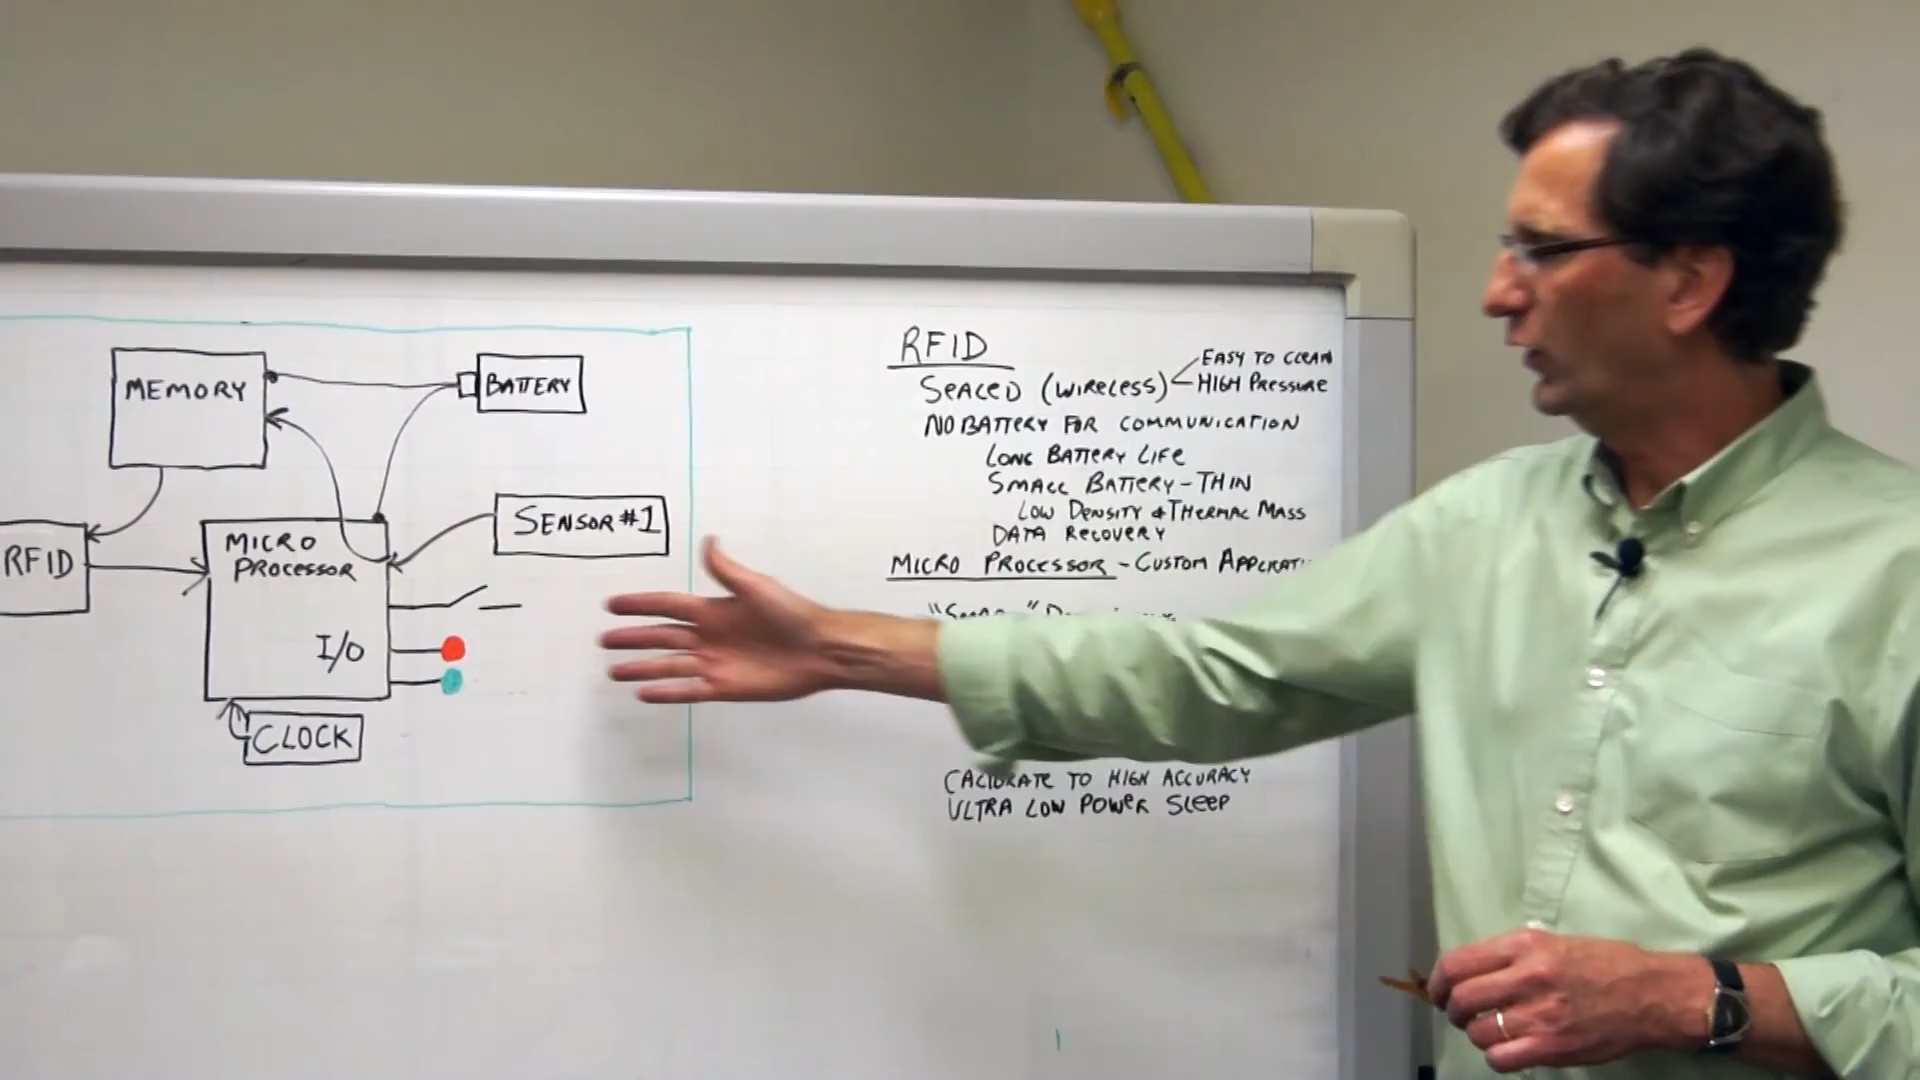 MEMORY
BATTERY
SENSOR #1
RFID
MICRO
PROCESSOR
I/O
CLOCK
RFID
SEALED (WIRELESS)
EASY TO CLEAN
HIGH PRESSURE
NO BATTERY FOR COMMUNICATION
LONG BATTERY LIFE
SMALL BATTERY - THIN
LOW DENSITY & THERMAL MASS
DATA RECOVERY
MICRO PROCESSOR - CUSTOM
CALIBRATE TO HIGH ACCURACY
ULTRA LOW POWER SLEEP